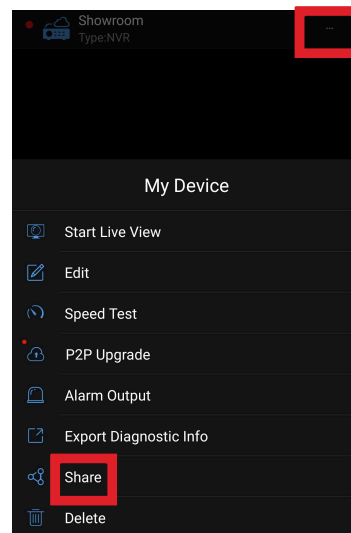 Showroom
Type:NVR
...
My Device
Start Live View
Edit
Speed Test
P2P Upgrade
Alarm Output
Export Diagnostic Info
Share
Delete